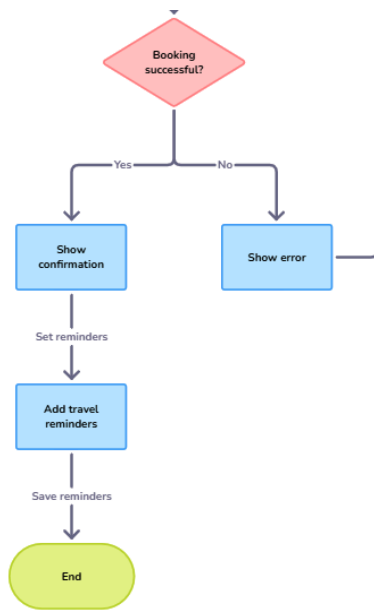 Booking
successful?
Yes
No
Show
confirmation
Show error
Set reminders
Add travel
reminders
Save reminders
End